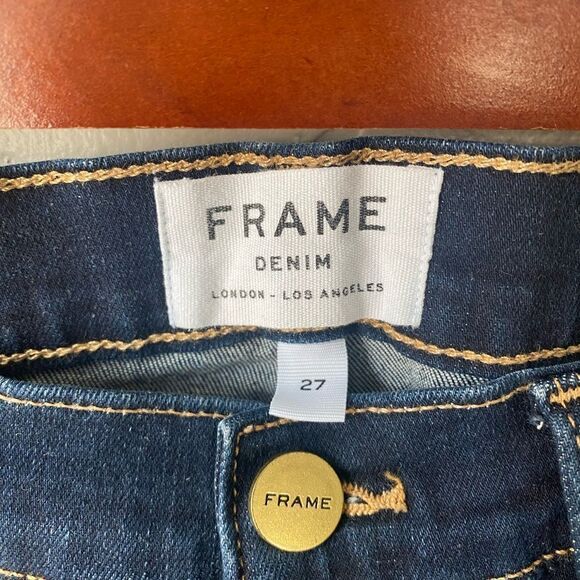 FRAME
DENIM
LONDON - LOS ANGELES
27
FRAME